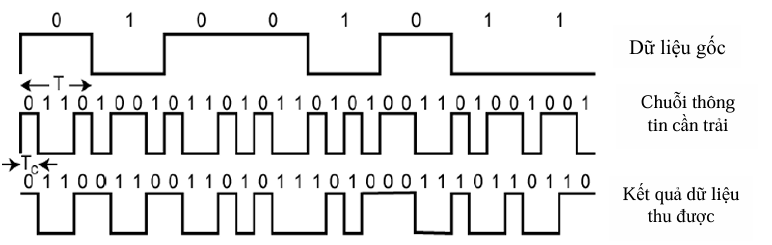 0 1 0 0 1 0 1 1
Dữ liệu gốc
T
0 1 1 0 1 0 0 1 0 1 1 0 1 0 1 1 0 1 0 1 0 0 1 1 0 1 0 0 1 0 0 1
Chuỗi thông
tin cần trải
Tc
0 1 1 0 0 1 1 0 0 1 1 0 1 0 1 1 1 0 1 0 0 0 1 1 1 0 1 1 0 1 1 0
Kết quả dữ liệu
thu được